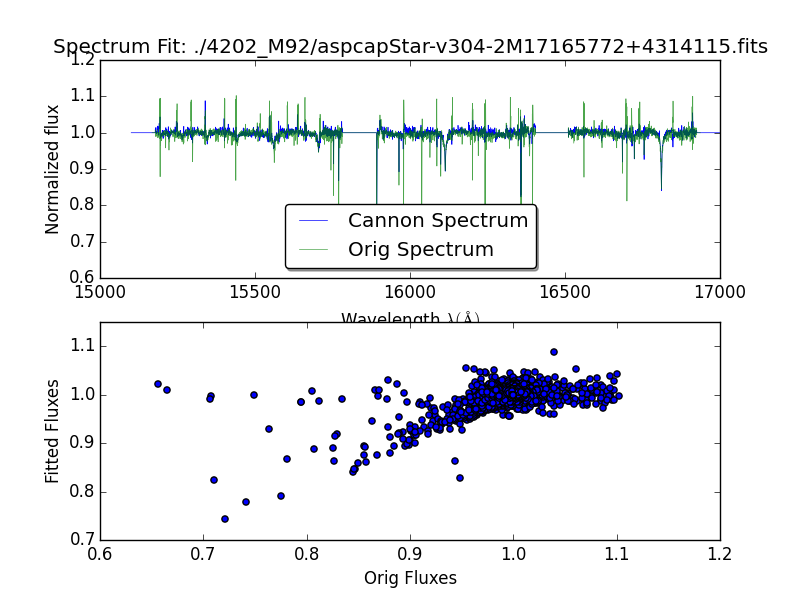 Spectrum Fit: ./4202_M92/aspcapStar-v304-2M17165772+4314115.fits
1.2
1.1
1.0
0.9
0.8
0.7
0.6
Normalized flux
Cannon Spectrum
Orig Spectrum
15000 15500 16000 16500 17000
Wavelength λ(Å)
1.1
1.0
0.9
0.8
0.7
Fitted Fluxes
0.6 0.7 0.8 0.9 1.0 1.1 1.2
Orig Fluxes